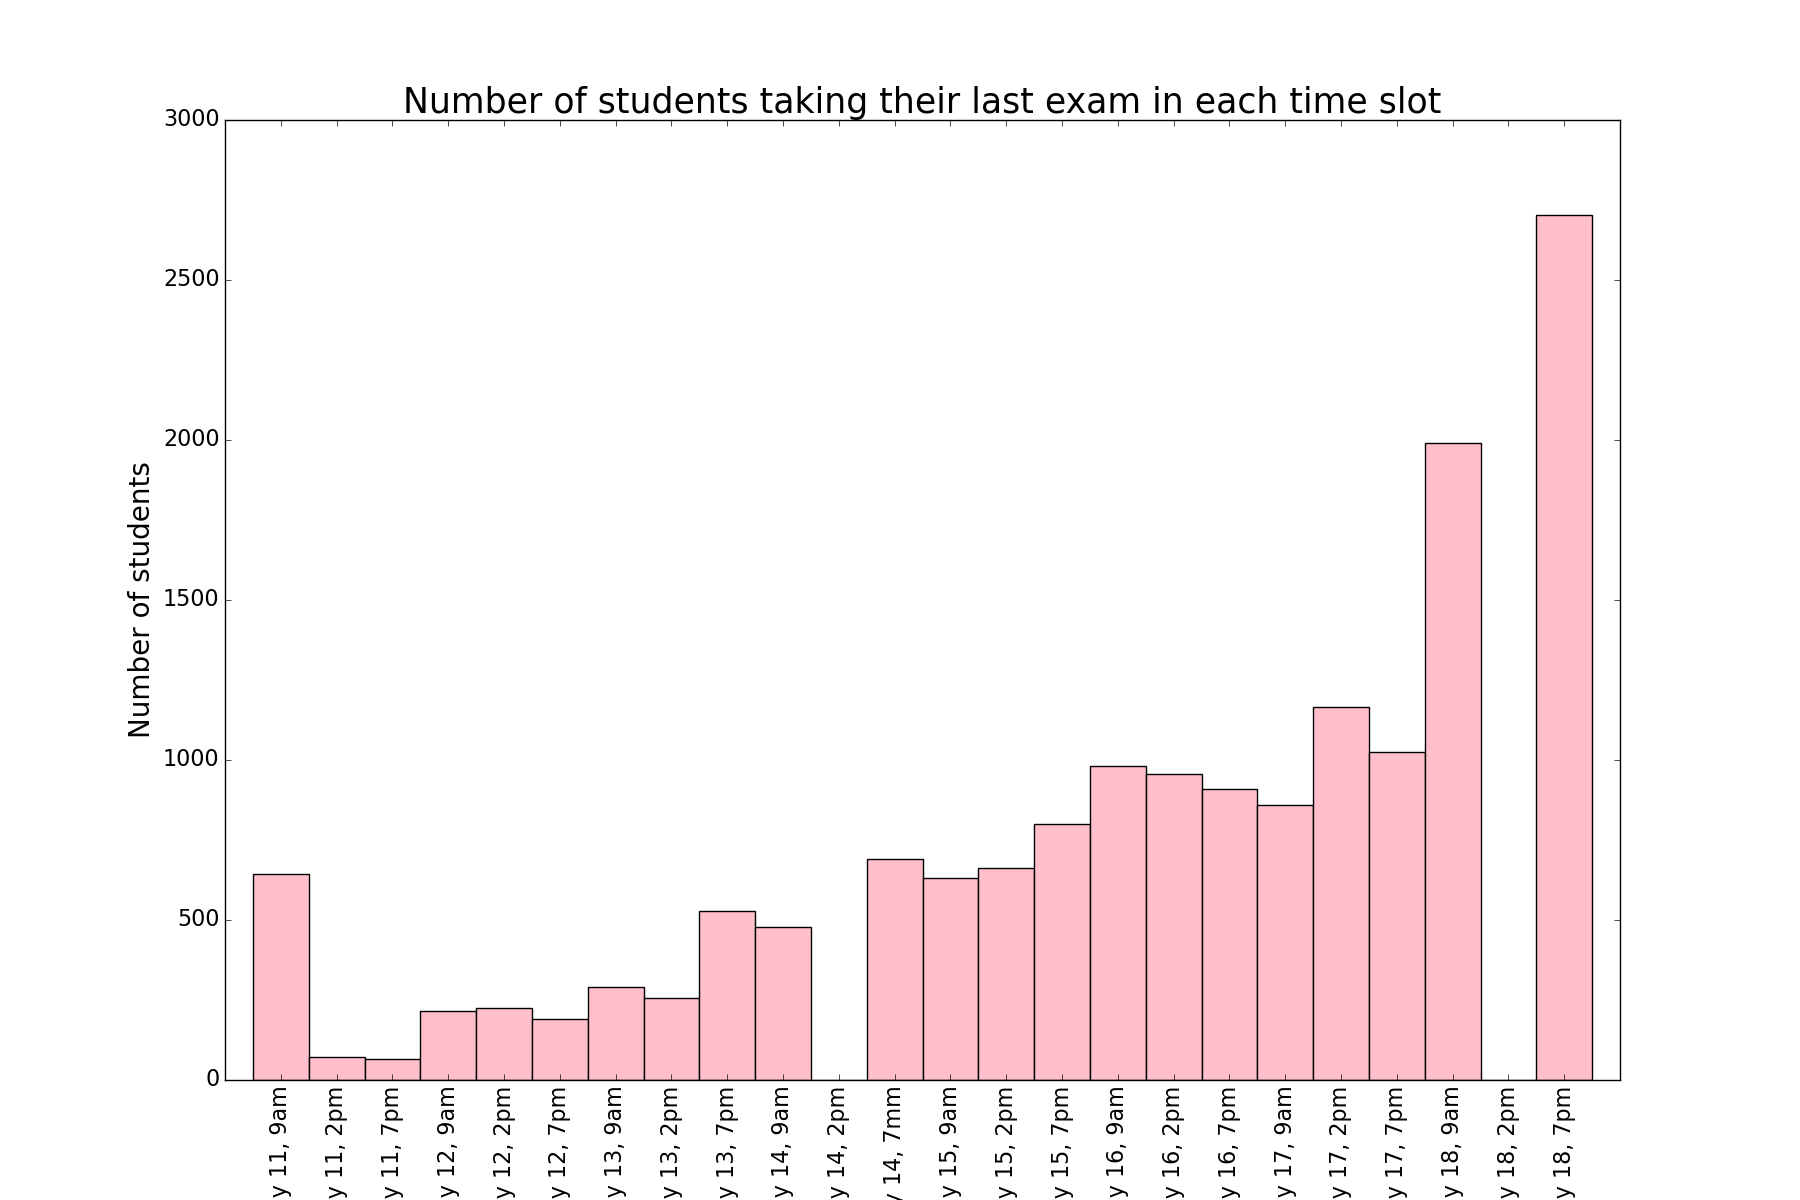 Number of students taking their last exam in each time slot
Number of students
3000
2500
2000
1500
1000
500
0
y 11, 9am
y 11, 2pm
y 11, 7pm
y 12, 9am
y 12, 2pm
y 12, 7pm
y 13, 9am
y 13, 2pm
y 13, 7pm
y 14, 9am
y 14, 2pm
y 14, 7mm
y 15, 9am
y 15, 2pm
y 15, 7pm
y 16, 9am
y 16, 2pm
y 16, 7pm
y 17, 9am
y 17, 2pm
y 17, 7pm
y 18, 9am
y 18, 2pm
y 18, 7pm